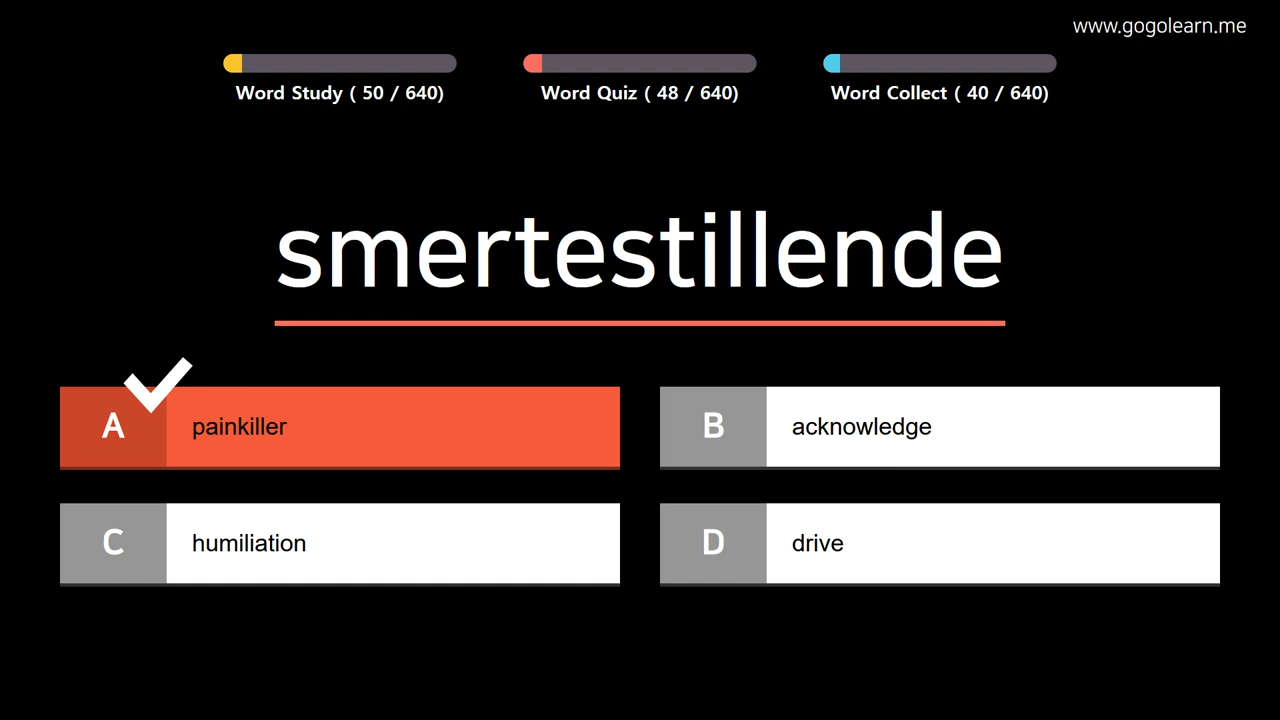 www.gogolearn.me
Word Study ( 50 / 640)
Word Quiz ( 48 / 640)
Word Collect ( 40 / 640)
smertestillende
A painkiller
B acknowledge
C humiliation
D drive